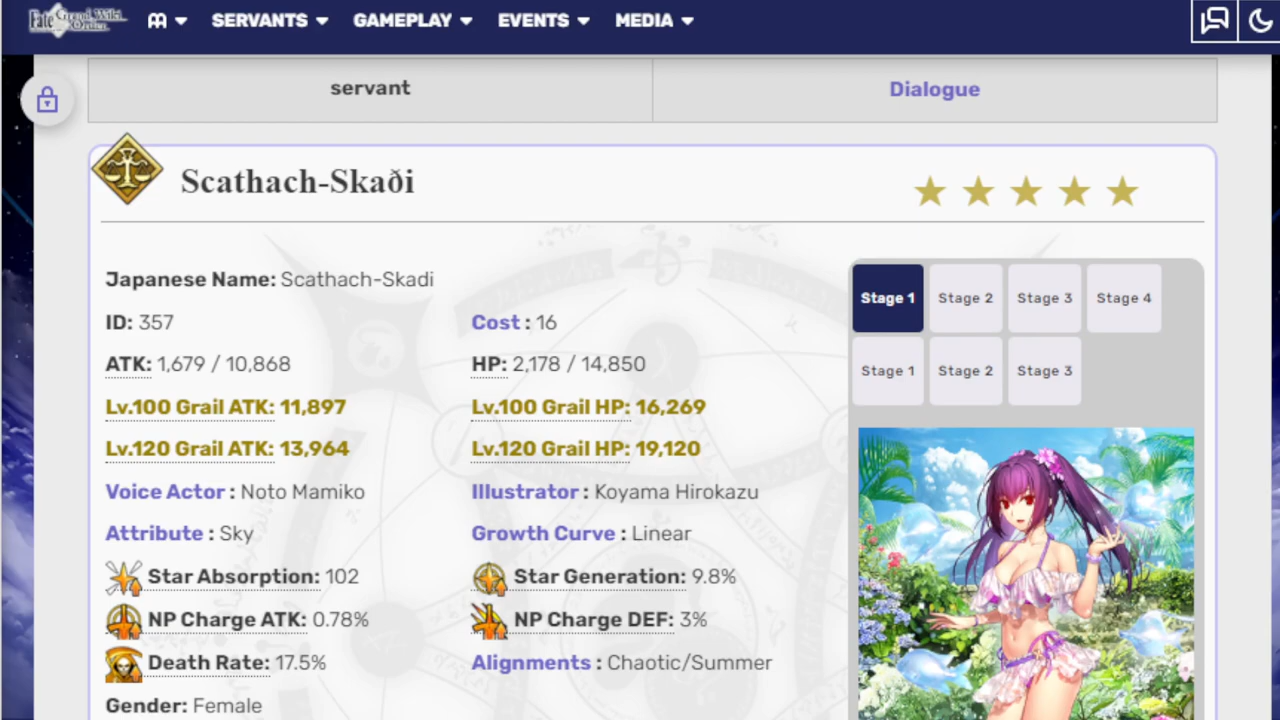 Fate Grand Wiki
Order
SERVANTS GAMEPLAY EVENTS MEDIA
servant Dialogue
Scathach-Skaði
Japanese Name: Scathach-Skadi
ID: 357 Cost : 16
ATK: 1,679 / 10,868 HP: 2,178 / 14,850
Lv.100 Grail ATK: 11,897 Lv.100 Grail HP: 16,269
Lv.120 Grail ATK: 13,964 Lv.120 Grail HP: 19,120
Voice Actor : Noto Mamiko Illustrator : Koyama Hirokazu
Attribute : Sky Growth Curve : Linear
Star Absorption: 102 Star Generation: 9.8%
NP Charge ATK: 0.78% NP Charge DEF: 3%
Death Rate: 17.5% Alignments : Chaotic/Summer
Gender: Female
Stage 1 Stage 2 Stage 3 Stage 4
Stage 1 Stage 2 Stage 3